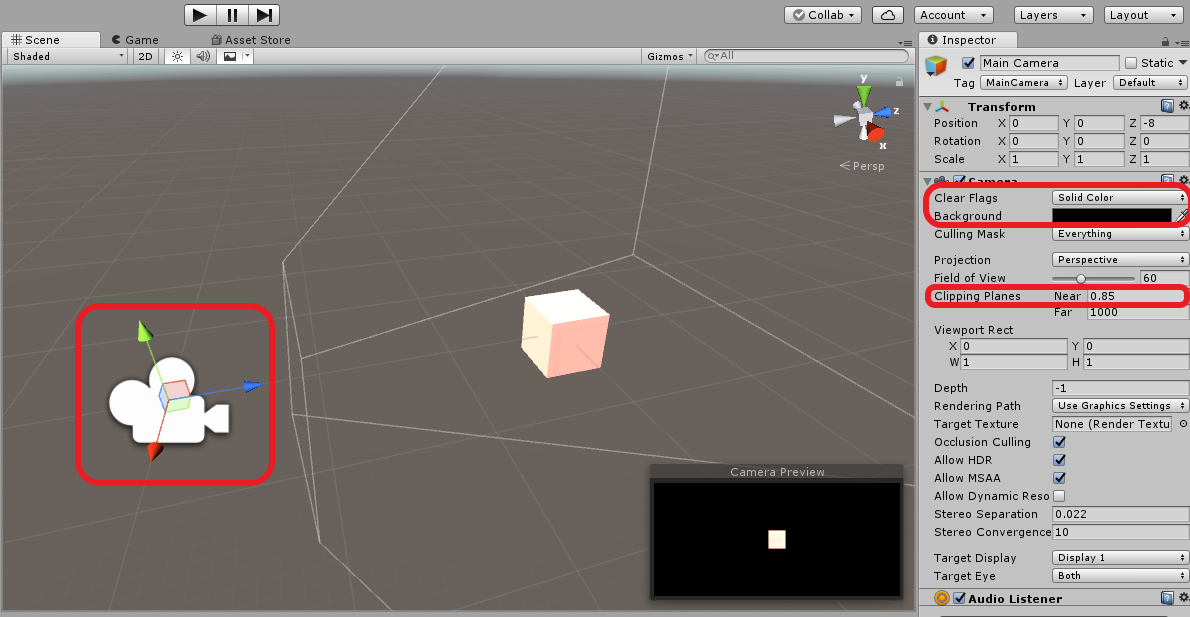 Collab Account Layers Layout
Scene Game Asset Store Inspector
Shaded 2D Gizmos All
Main Camera Static
Tag MainCamera Layer Default
Transform
Position X 0 Y 0 Z -8
Rotation X 0 Y 0 Z 0
Scale X 1 Y 1 Z 1
y
z
x
Persp
Camera
Clear Flags Solid Color
Background
Culling Mask Everything
Projection Perspective
Field of View 60
Clipping Planes Near 0.85
Far 1000
Viewport Rect
X 0 Y 0
W 1 H 1
Depth -1
Rendering Path Use Graphics Settings
Target Texture None (Render Textu
Occlusion Culling
Allow HDR
Allow MSAA
Allow Dynamic Reso
Stereo Separation 0.022
Stereo Convergence 10
Target Display Display 1
Target Eye Both
Audio Listener
Camera Preview